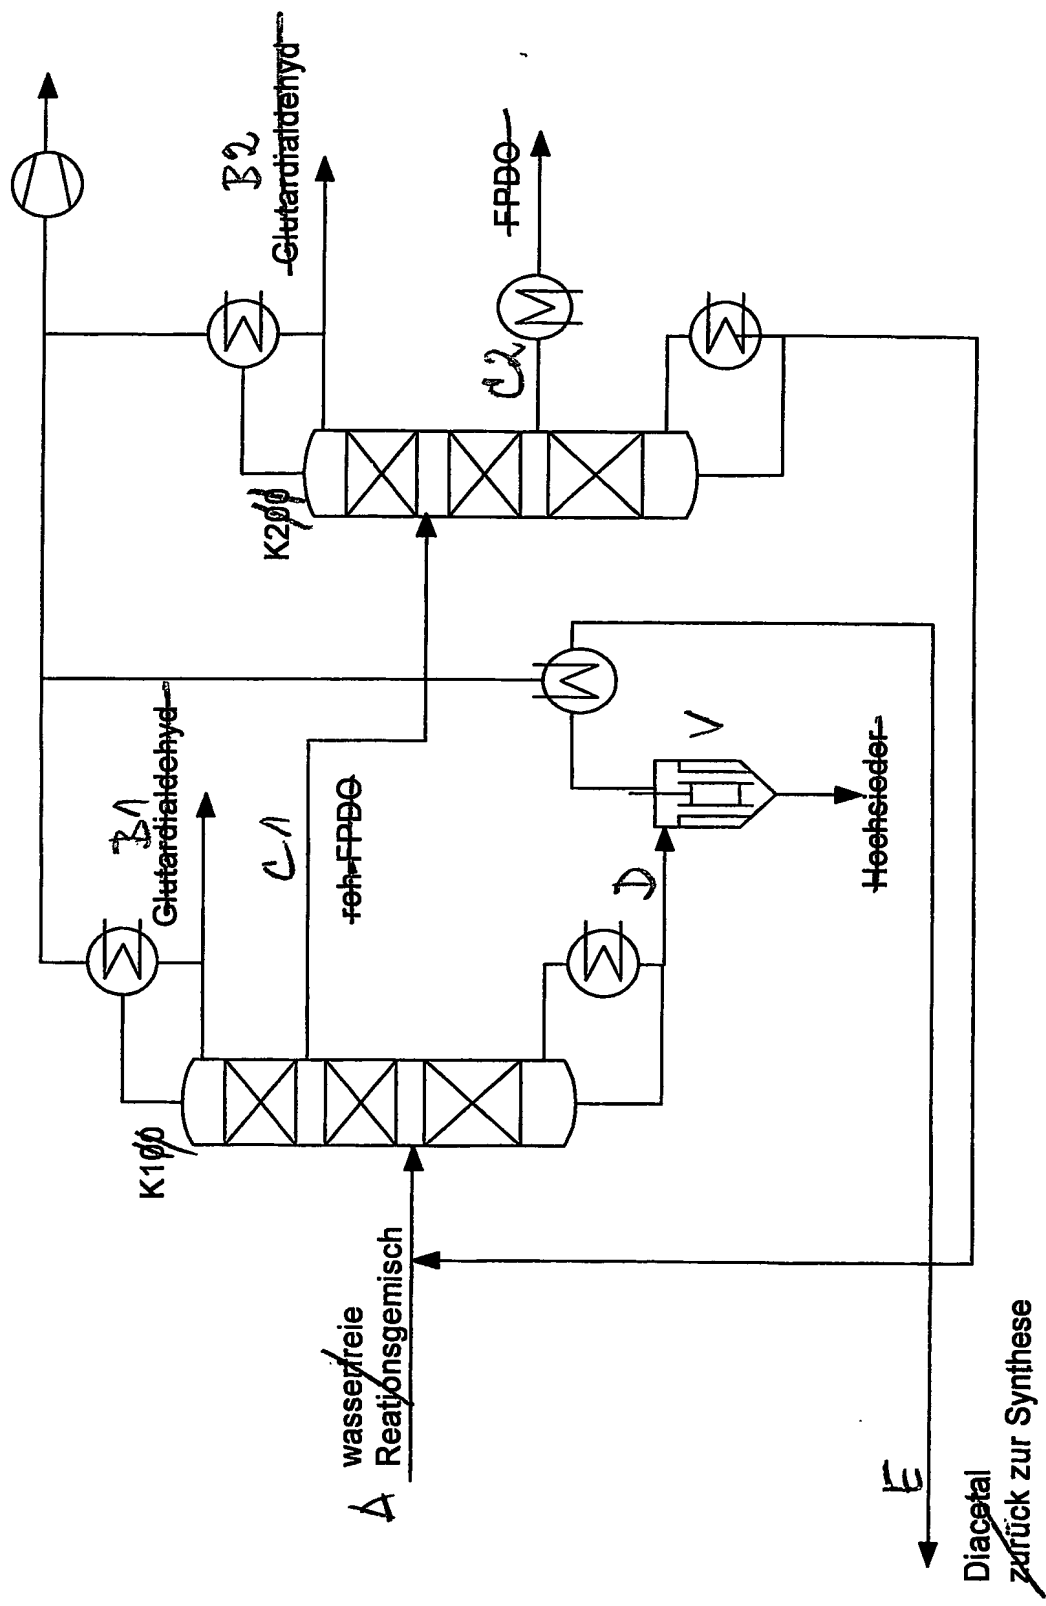 B2
Glutardialdehyd
FPDO
C2
K200
B1
Glutardialdehyd
C1
roh-FPDO
V
Hochsieder
D
K100
A
wasserfreie
Reationsgemisch
E
Diacetal
zurück zur Synthese